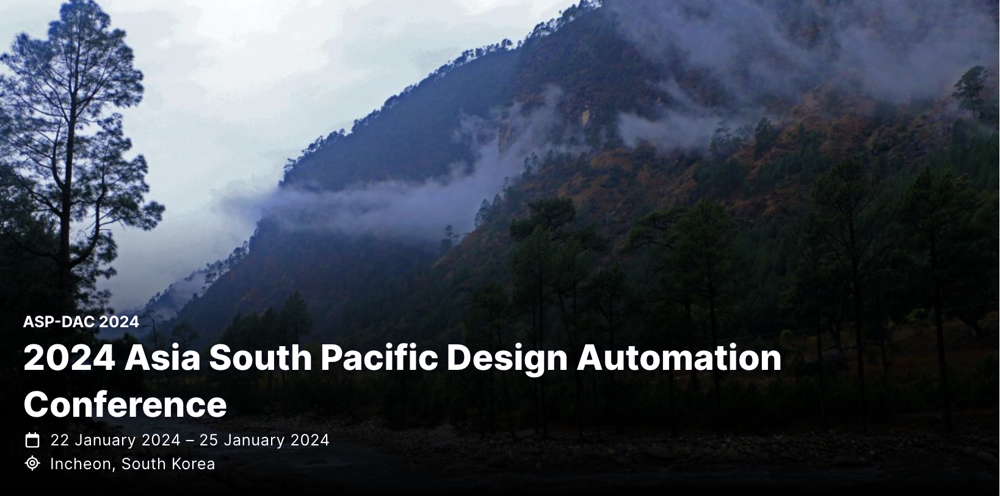 ASP-DAC 2024
2024 Asia South Pacific Design Automation
Conference
22 January 2024 – 25 January 2024
Incheon, South Korea